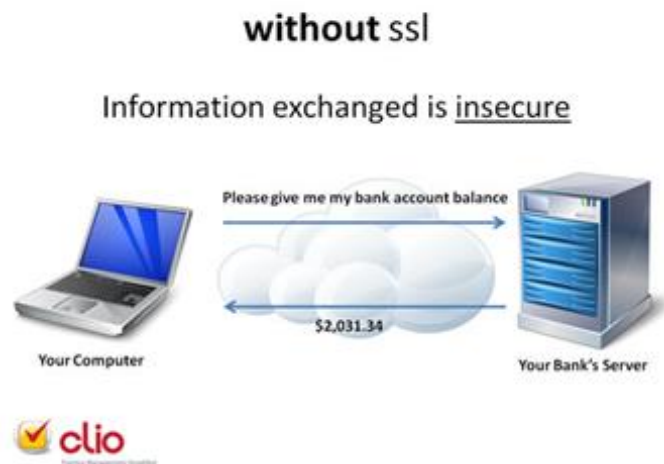 without ssl
Information exchanged is insecure
Please give me my bank account balance
$2,031.34
Your Computer
Your Bank's Server
clio